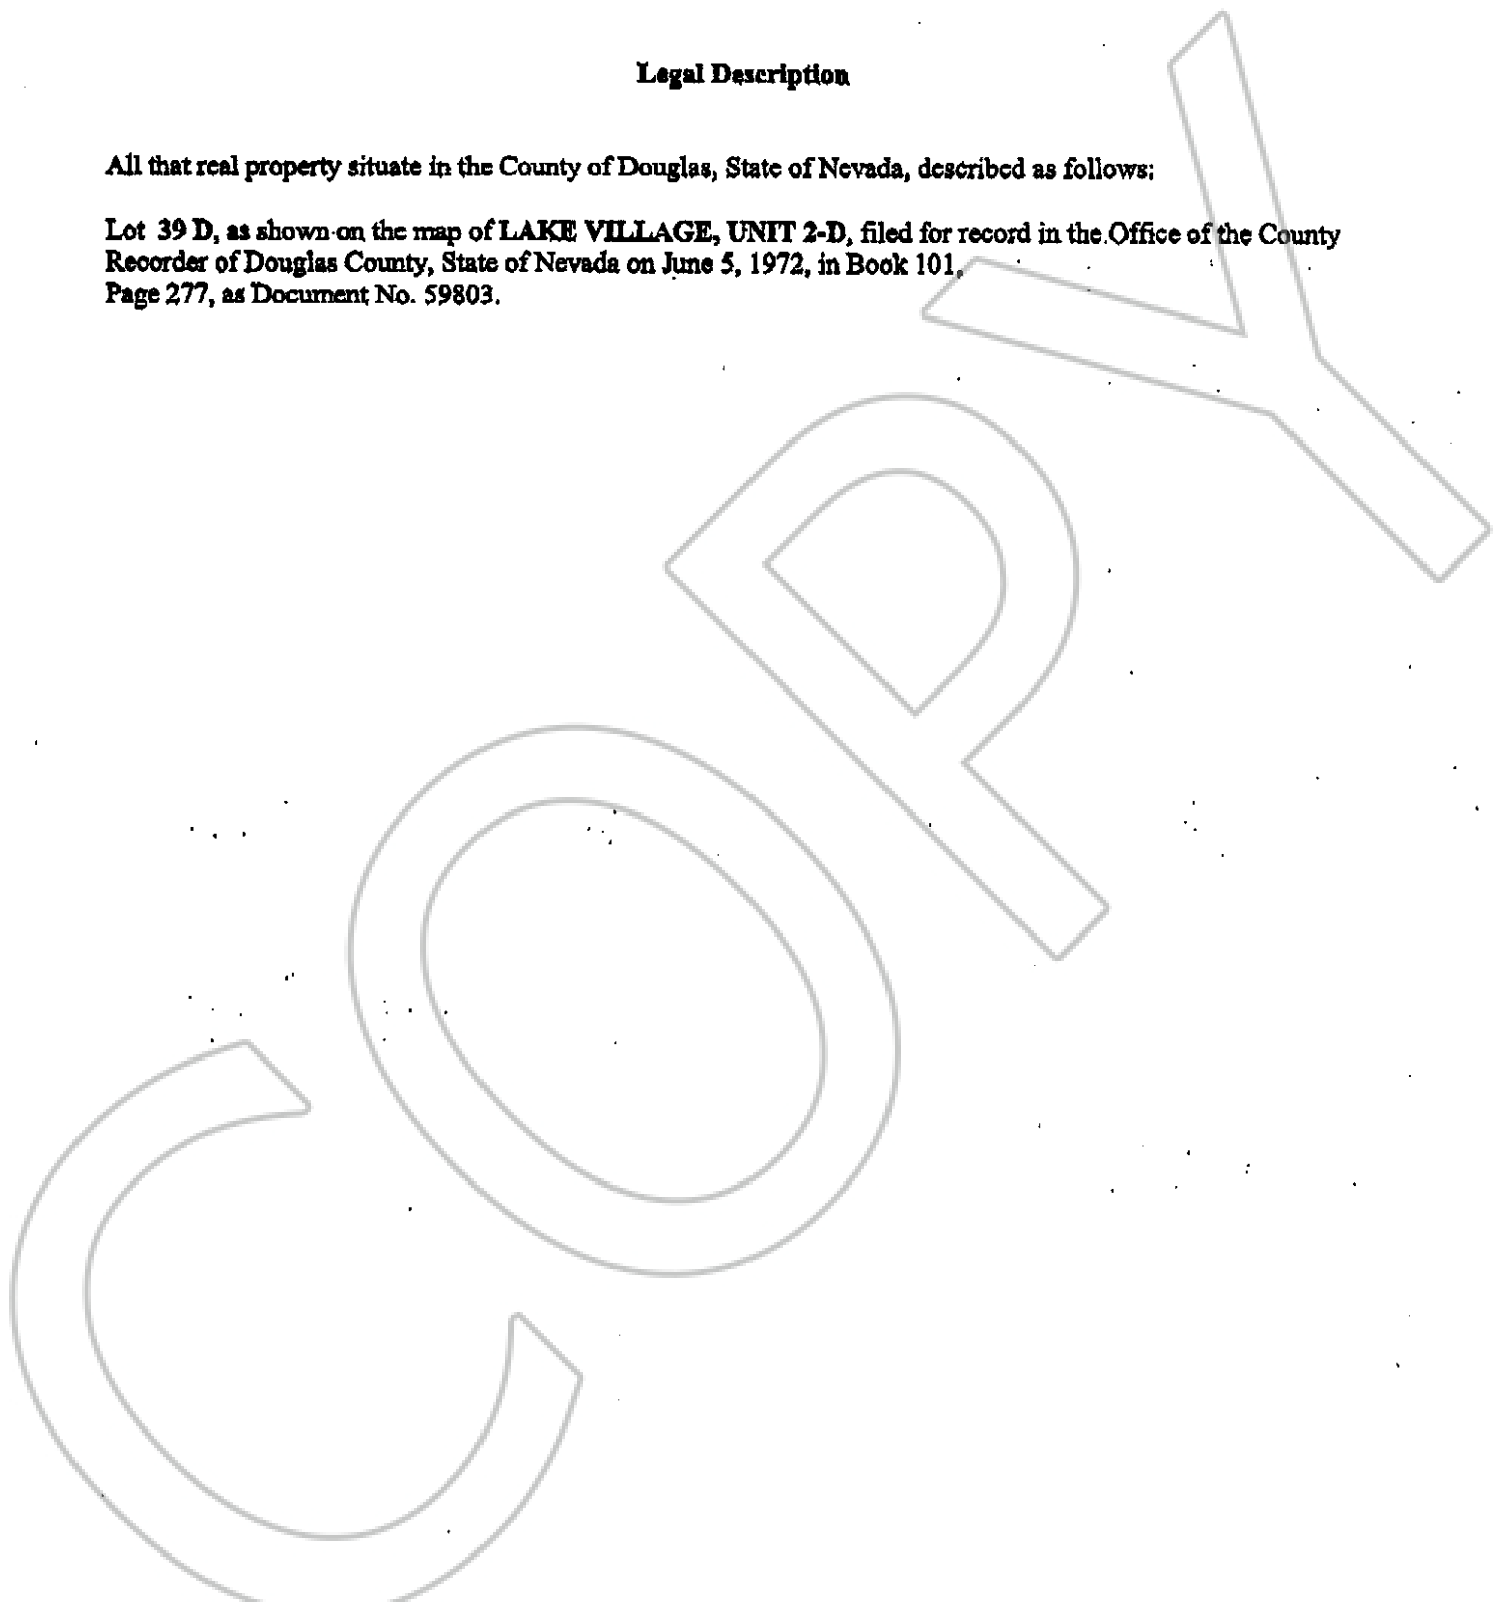 Legal Description
All that real property situate in the County of Douglas, State of Nevada, described as follows:
Lot 39 D, as shown on the map of LAKE VILLAGE, UNIT 2-D, filed for record in the Office of the County
Recorder of Douglas County, State of Nevada on June 5, 1972, in Book 101,
Page 277, as Document No. 59803.
COPY